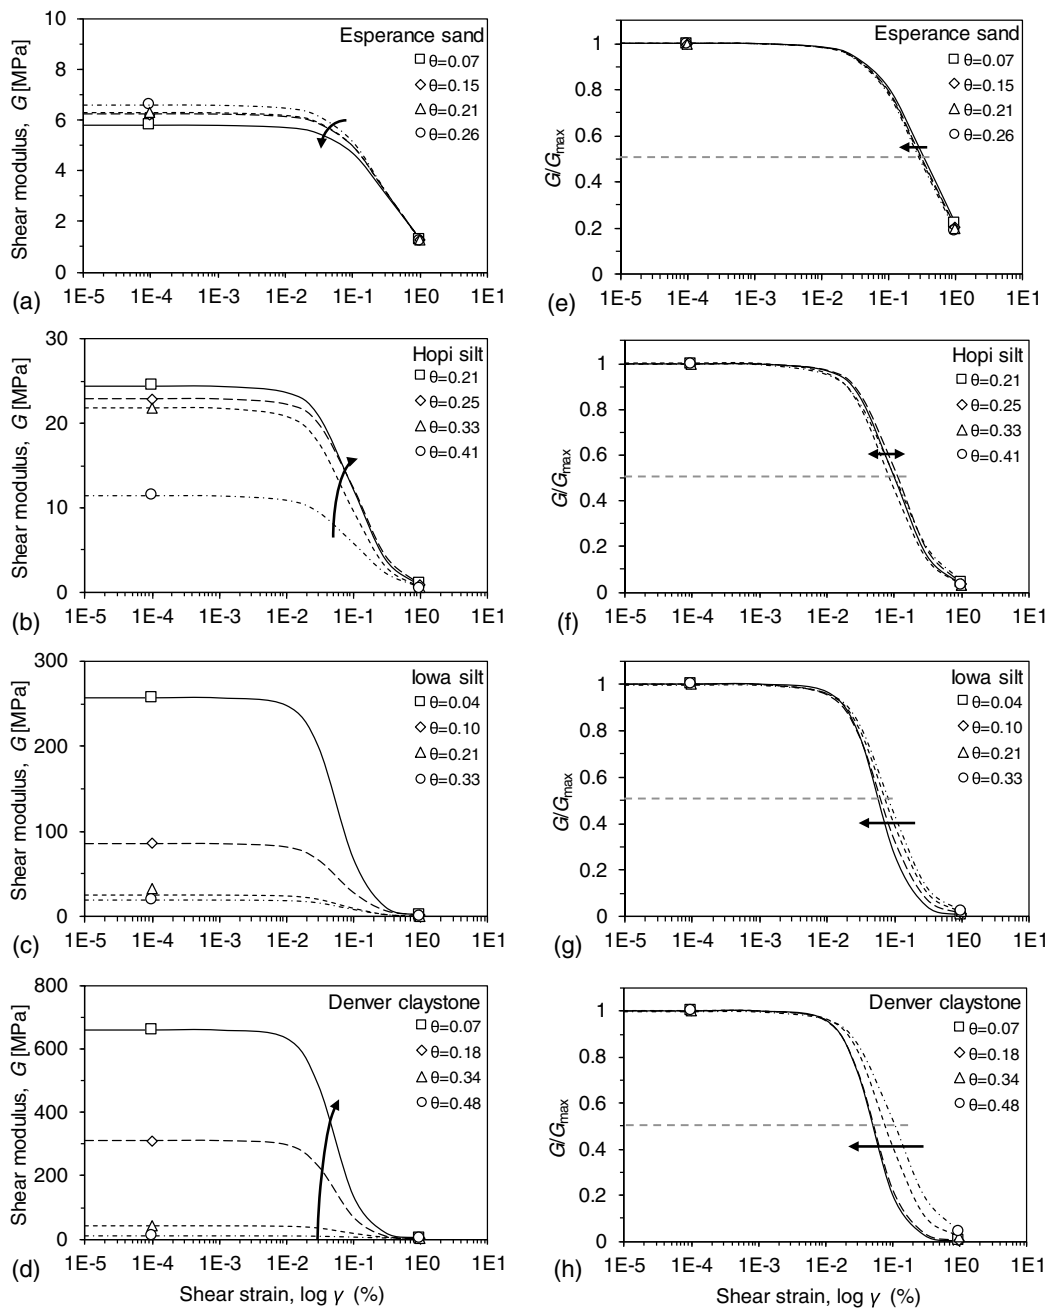 Esperance sand
θ=0.07
θ=0.15
θ=0.21
θ=0.26
Shear modulus, G [MPa]
10
8
6
4
2
0
1E-5 1E-4 1E-3 1E-2 1E-1 1E0 1E1
(a)
Esperance sand
θ=0.07
θ=0.15
θ=0.21
θ=0.26
G/Gmax
1
0.8
0.6
0.4
0.2
0
1E-5 1E-4 1E-3 1E-2 1E-1 1E0 1E1
(e)
Hopi silt
θ=0.21
θ=0.25
θ=0.33
θ=0.41
Shear modulus, G [MPa]
30
20
10
0
1E-5 1E-4 1E-3 1E-2 1E-1 1E0 1E1
(b)
Hopi silt
θ=0.21
θ=0.25
θ=0.33
θ=0.41
G/Gmax
1
0.8
0.6
0.4
0.2
0
1E-5 1E-4 1E-3 1E-2 1E-1 1E0 1E1
(f)
Iowa silt
θ=0.04
θ=0.10
θ=0.21
θ=0.33
Shear modulus, G [MPa]
300
200
100
0
1E-5 1E-4 1E-3 1E-2 1E-1 1E0 1E1
(c)
Iowa silt
θ=0.04
θ=0.10
θ=0.21
θ=0.33
G/Gmax
1
0.8
0.6
0.4
0.2
0
1E-5 1E-4 1E-3 1E-2 1E-1 1E0 1E1
(g)
Denver claystone
θ=0.07
θ=0.18
θ=0.34
θ=0.48
Shear modulus, G [MPa]
800
600
400
200
0
1E-5 1E-4 1E-3 1E-2 1E-1 1E0 1E1
(d)
Shear strain, log γ (%)
Denver claystone
θ=0.07
θ=0.18
θ=0.34
θ=0.48
G/Gmax
1
0.8
0.6
0.4
0.2
0
1E-5 1E-4 1E-3 1E-2 1E-1 1E0 1E1
(h)
Shear strain, log γ (%)